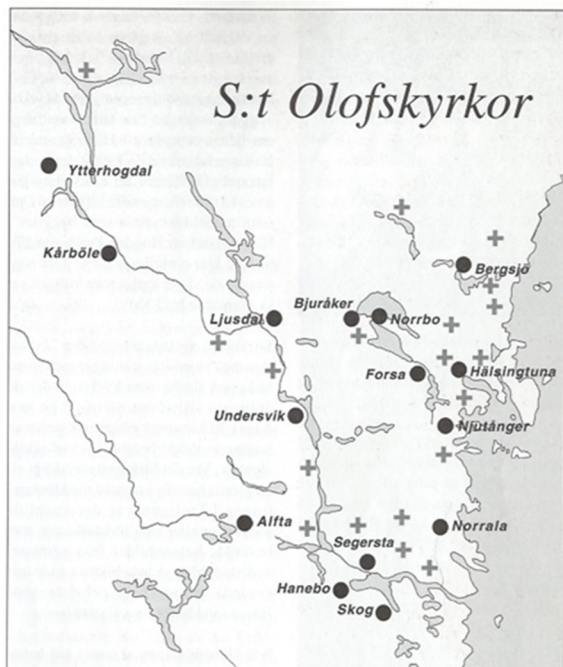 S:t Olofskyrkor
Ytterhogdal
Kårböle
Bergsjö
Bjuråker
Ljusdal
Norrbo
Forsa
Hälsingtuna
Undersvik
Njutånger
Alfta
Norrala
Segersta
Hanebo
Skog